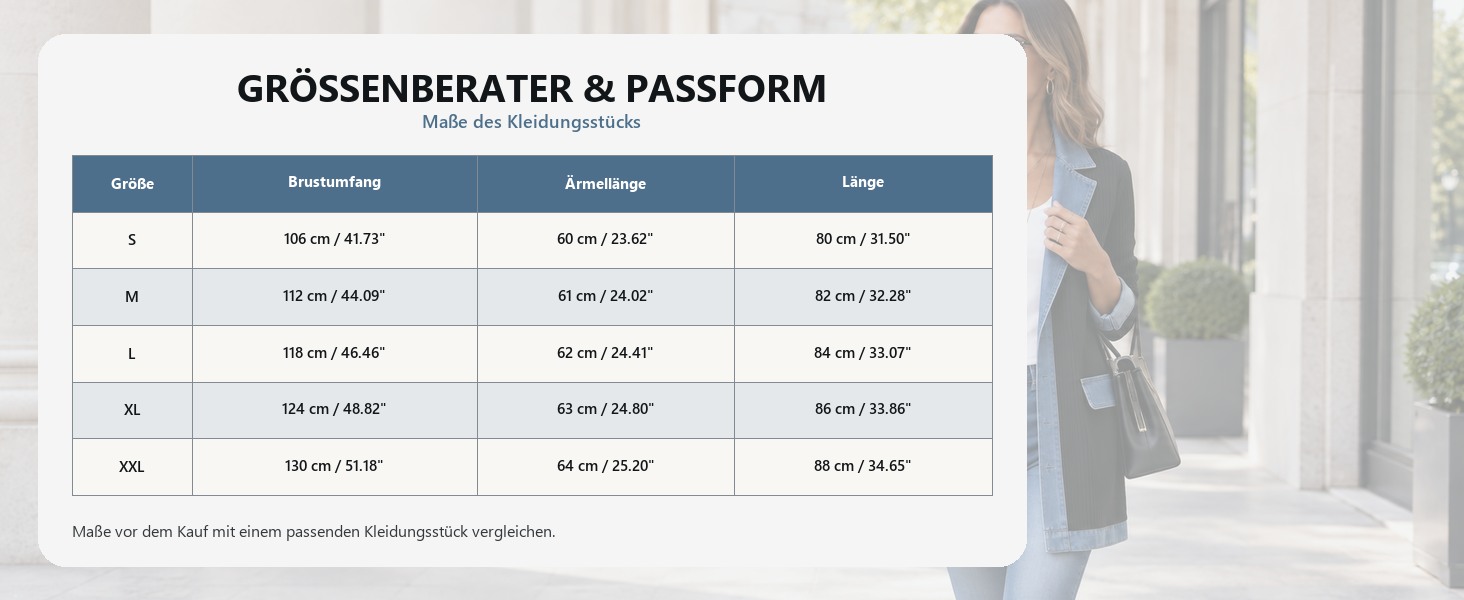 GRÖSSENBERATER & PASSFORM
Maße des Kleidungsstücks
Größe Brustumfang Ärmellänge Länge
S 106 cm / 41.73" 60 cm / 23.62" 80 cm / 31.50"
M 112 cm / 44.09" 61 cm / 24.02" 82 cm / 32.28"
L 118 cm / 46.46" 62 cm / 24.41" 84 cm / 33.07"
XL 124 cm / 48.82" 63 cm / 24.80" 86 cm / 33.86"
XXL 130 cm / 51.18" 64 cm / 25.20" 88 cm / 34.65"
Maße vor dem Kauf mit einem passenden Kleidungsstück vergleichen.